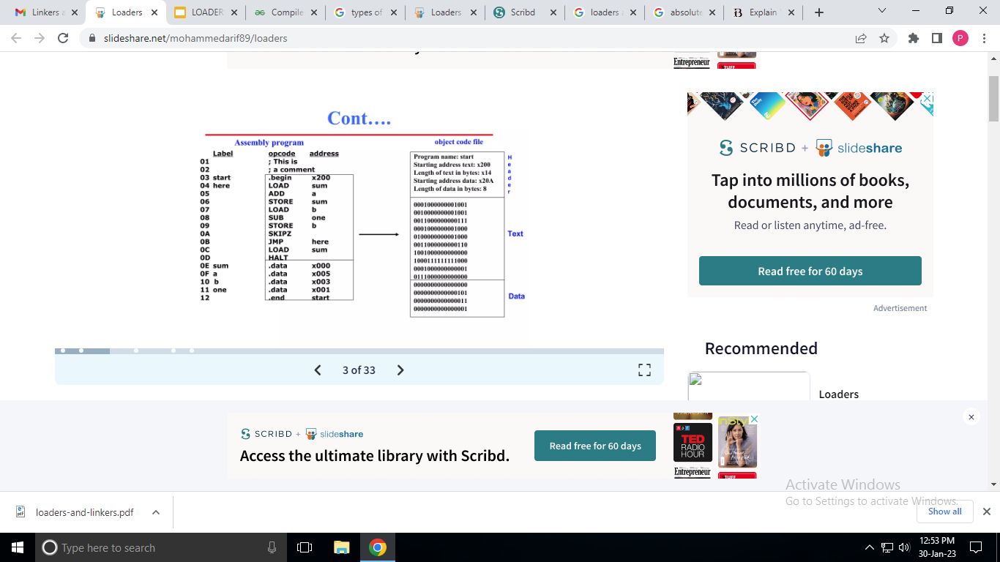 Linkers a
Loaders
LOADER
Compile
types of
Loaders
Scribd
loaders
absolute
Explain
slideshare.net/mohammedarif89/loaders
P
Entrepreneur
Cont….
Assembly program
object code file
Label opcode address
01 ; This is
02 ; a comment
03 start .begin x200
04 here LOAD sum
05 ADD a
06 STORE sum
07 LOAD b
08 SUB one
09 STORE b
0A SKIPZ
0B JMP here
0C LOAD sum
0D HALT
0E sum .data x000
0F a .data x005
10 b .data x003
11 one .data x001
12 .end start
Program name: start
Starting address text: x200
Length of text in bytes: x14
Starting address data: x20A
Length of data in bytes: 8
Header
0001000000001001
0010000000001001
0011000000000111
0001000000001000
0100000000001000
0011000000000110
1001000000000000
1000111111111000
0001000000000001
0111000000000000
Text
0000000000000000
0000000000000101
0000000000000011
0000000000000001
Data
3 of 33
SCRIBD + slideshare
Tap into millions of books,
documents, and more
Read or listen anytime, ad-free.
Read free for 60 days
Advertisement
Recommended
Loaders
SCRIBD + slideshare
Access the ultimate library with Scribd.
Read free for 60 days
TED
RADIO
HOUR
InStyle
Entrepreneur
Activate Windows
Go to Settings to activate Windows.
loaders-and-linkers.pdf
Show all
Type here to search
12:53 PM
30-Jan-23